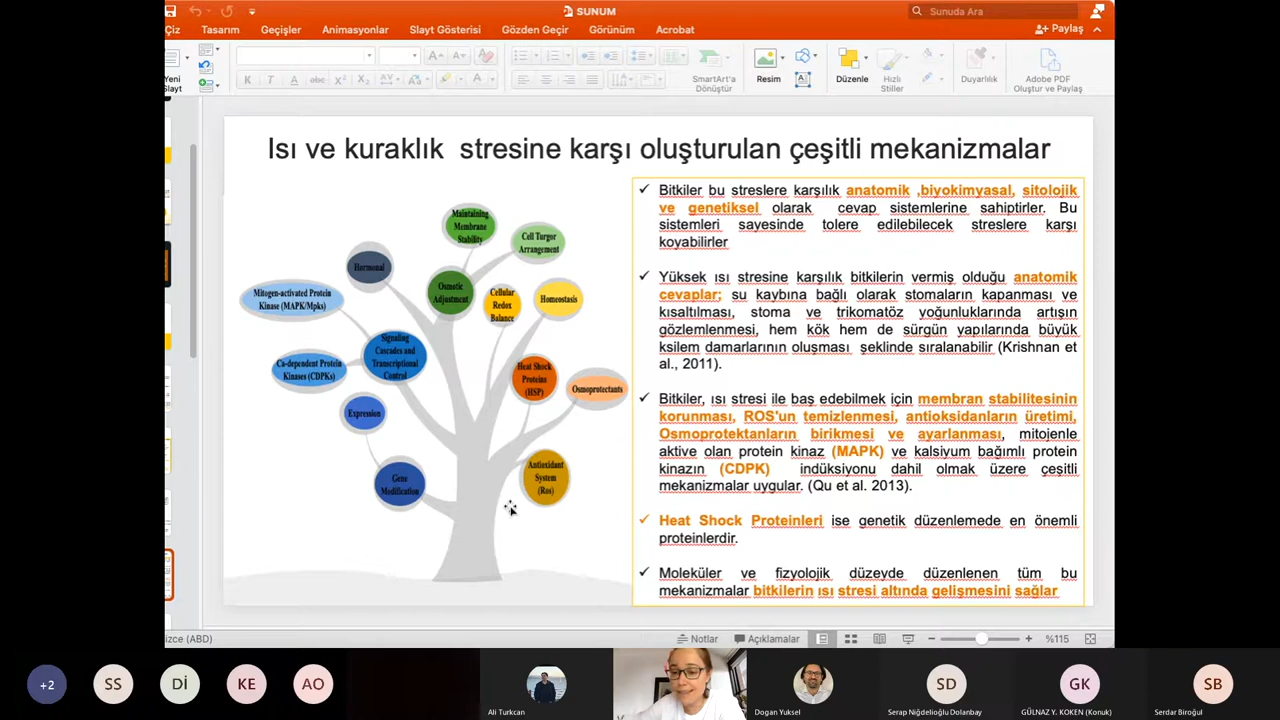 SUNUM
Sunuda Ara
Çiz
Tasarım
Geçişler
Animasyonlar
Slayt Gösterisi
Gözden Geçir
Görünüm
Acrobat
Paylaş
Yeni
Slayt
K
T
A
abc
X²
X₂
SmartArt'a
Dönüştür
Resim
Düzenle
Hızlı
Stiller
Duyarlılık
Adobe PDF
Oluştur ve Paylaş
Isı ve kuraklık stresine karşı oluşturulan çeşitli mekanizmalar
Maintaining
Membrane
Stability
Cell Turgor
Arrangement
Hormonal
Osmotic
Adjustment
Cellular
Redox
Balance
Homeostasis
Mitogen-activated Protein
Kinase (MAPK/Mpks)
Signaling
Cascades and
Transcriptional
Control
Ca-dependent Protein
Kinases (CDPKs)
Heat Shock
Proteins
(HSP)
Osmoprotectants
Expression
Gene
Modification
Antioxidant
System
(Ros)
Bitkiler bu streslere karşılık anatomik ,biyokimyasal, sitolojik
ve genetiksel olarak cevap sistemlerine sahiptirler. Bu
sistemleri sayesinde tolere edilebilecek streslere karşı
koyabilirler
Yüksek ısı stresine karşılık bitkilerin vermiş olduğu anatomik
cevaplar; su kaybına bağlı olarak stomaların kapanması ve
kısaltılması, stoma ve trikomatöz yoğunluklarında artışın
gözlemlenmesi, hem kök hem de sürgün yapılarında büyük
ksilem damarlarının oluşması şeklinde sıralanabilir (Krishnan et
al., 2011).
Bitkiler, ısı stresi ile baş edebilmek için membran stabilitesinin
korunması, ROS'un temizlenmesi, antioksidanların üretimi,
Osmoprotektanların birikmesi ve ayarlanması, mitojenle
aktive olan protein kinaz (MAPK) ve kalsiyum bağımlı protein
kinazın (CDPK) indüksiyonu dahil olmak üzere çeşitli
mekanizmalar uygular. (Qu et al. 2013).
Heat Shock Proteinleri ise genetik düzenlemede en önemli
proteinlerdir.
Moleküler ve fizyolojik düzeyde düzenlenen tüm bu
mekanizmalar bitkilerin ısı stresi altında gelişmesini sağlar
izce (ABD)
Notlar
Açıklamalar
%115
+2
SS
Dİ
KE
AO
Ali Turkcan
Dogan Yuksel
SD
Serap Niğdelioğlu Dolanbay
GK
GÜLNAZ Y. KOKEN (Konuk)
SB
Serdar Biroğul